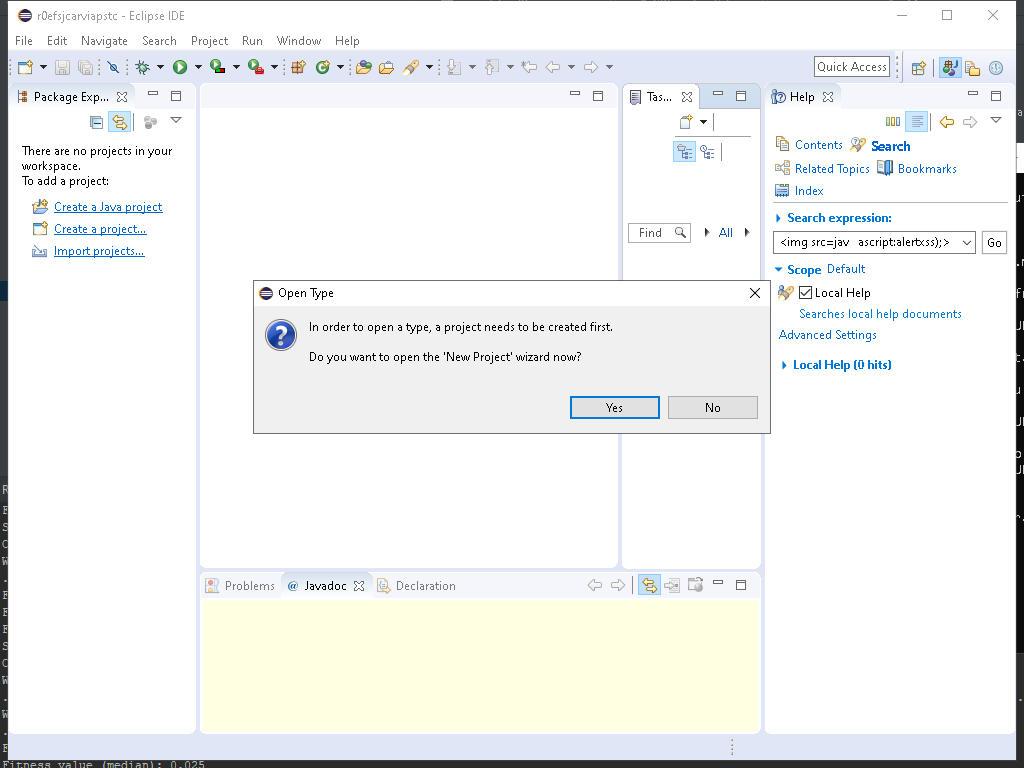 r0efsjcarviapstc - Eclipse IDE
File Edit Navigate Search Project Run Window Help
Quick Access
Package Exp...
Tas...
Help
There are no projects in your
workspace.
To add a project:
Create a Java project
Create a project...
Import projects...
Find
All
Contents
Search
Related Topics
Bookmarks
Index
Search expression:
<img src=jav ascript:alertxss);>
Go
Scope Default
Local Help
Searches local help documents
Advanced Settings
Local Help (0 hits)
Open Type
In order to open a type, a project needs to be created first.
Do you want to open the 'New Project' wizard now?
Yes
No
Problems
@ Javadoc
Declaration
Fitness value (median): 0.025